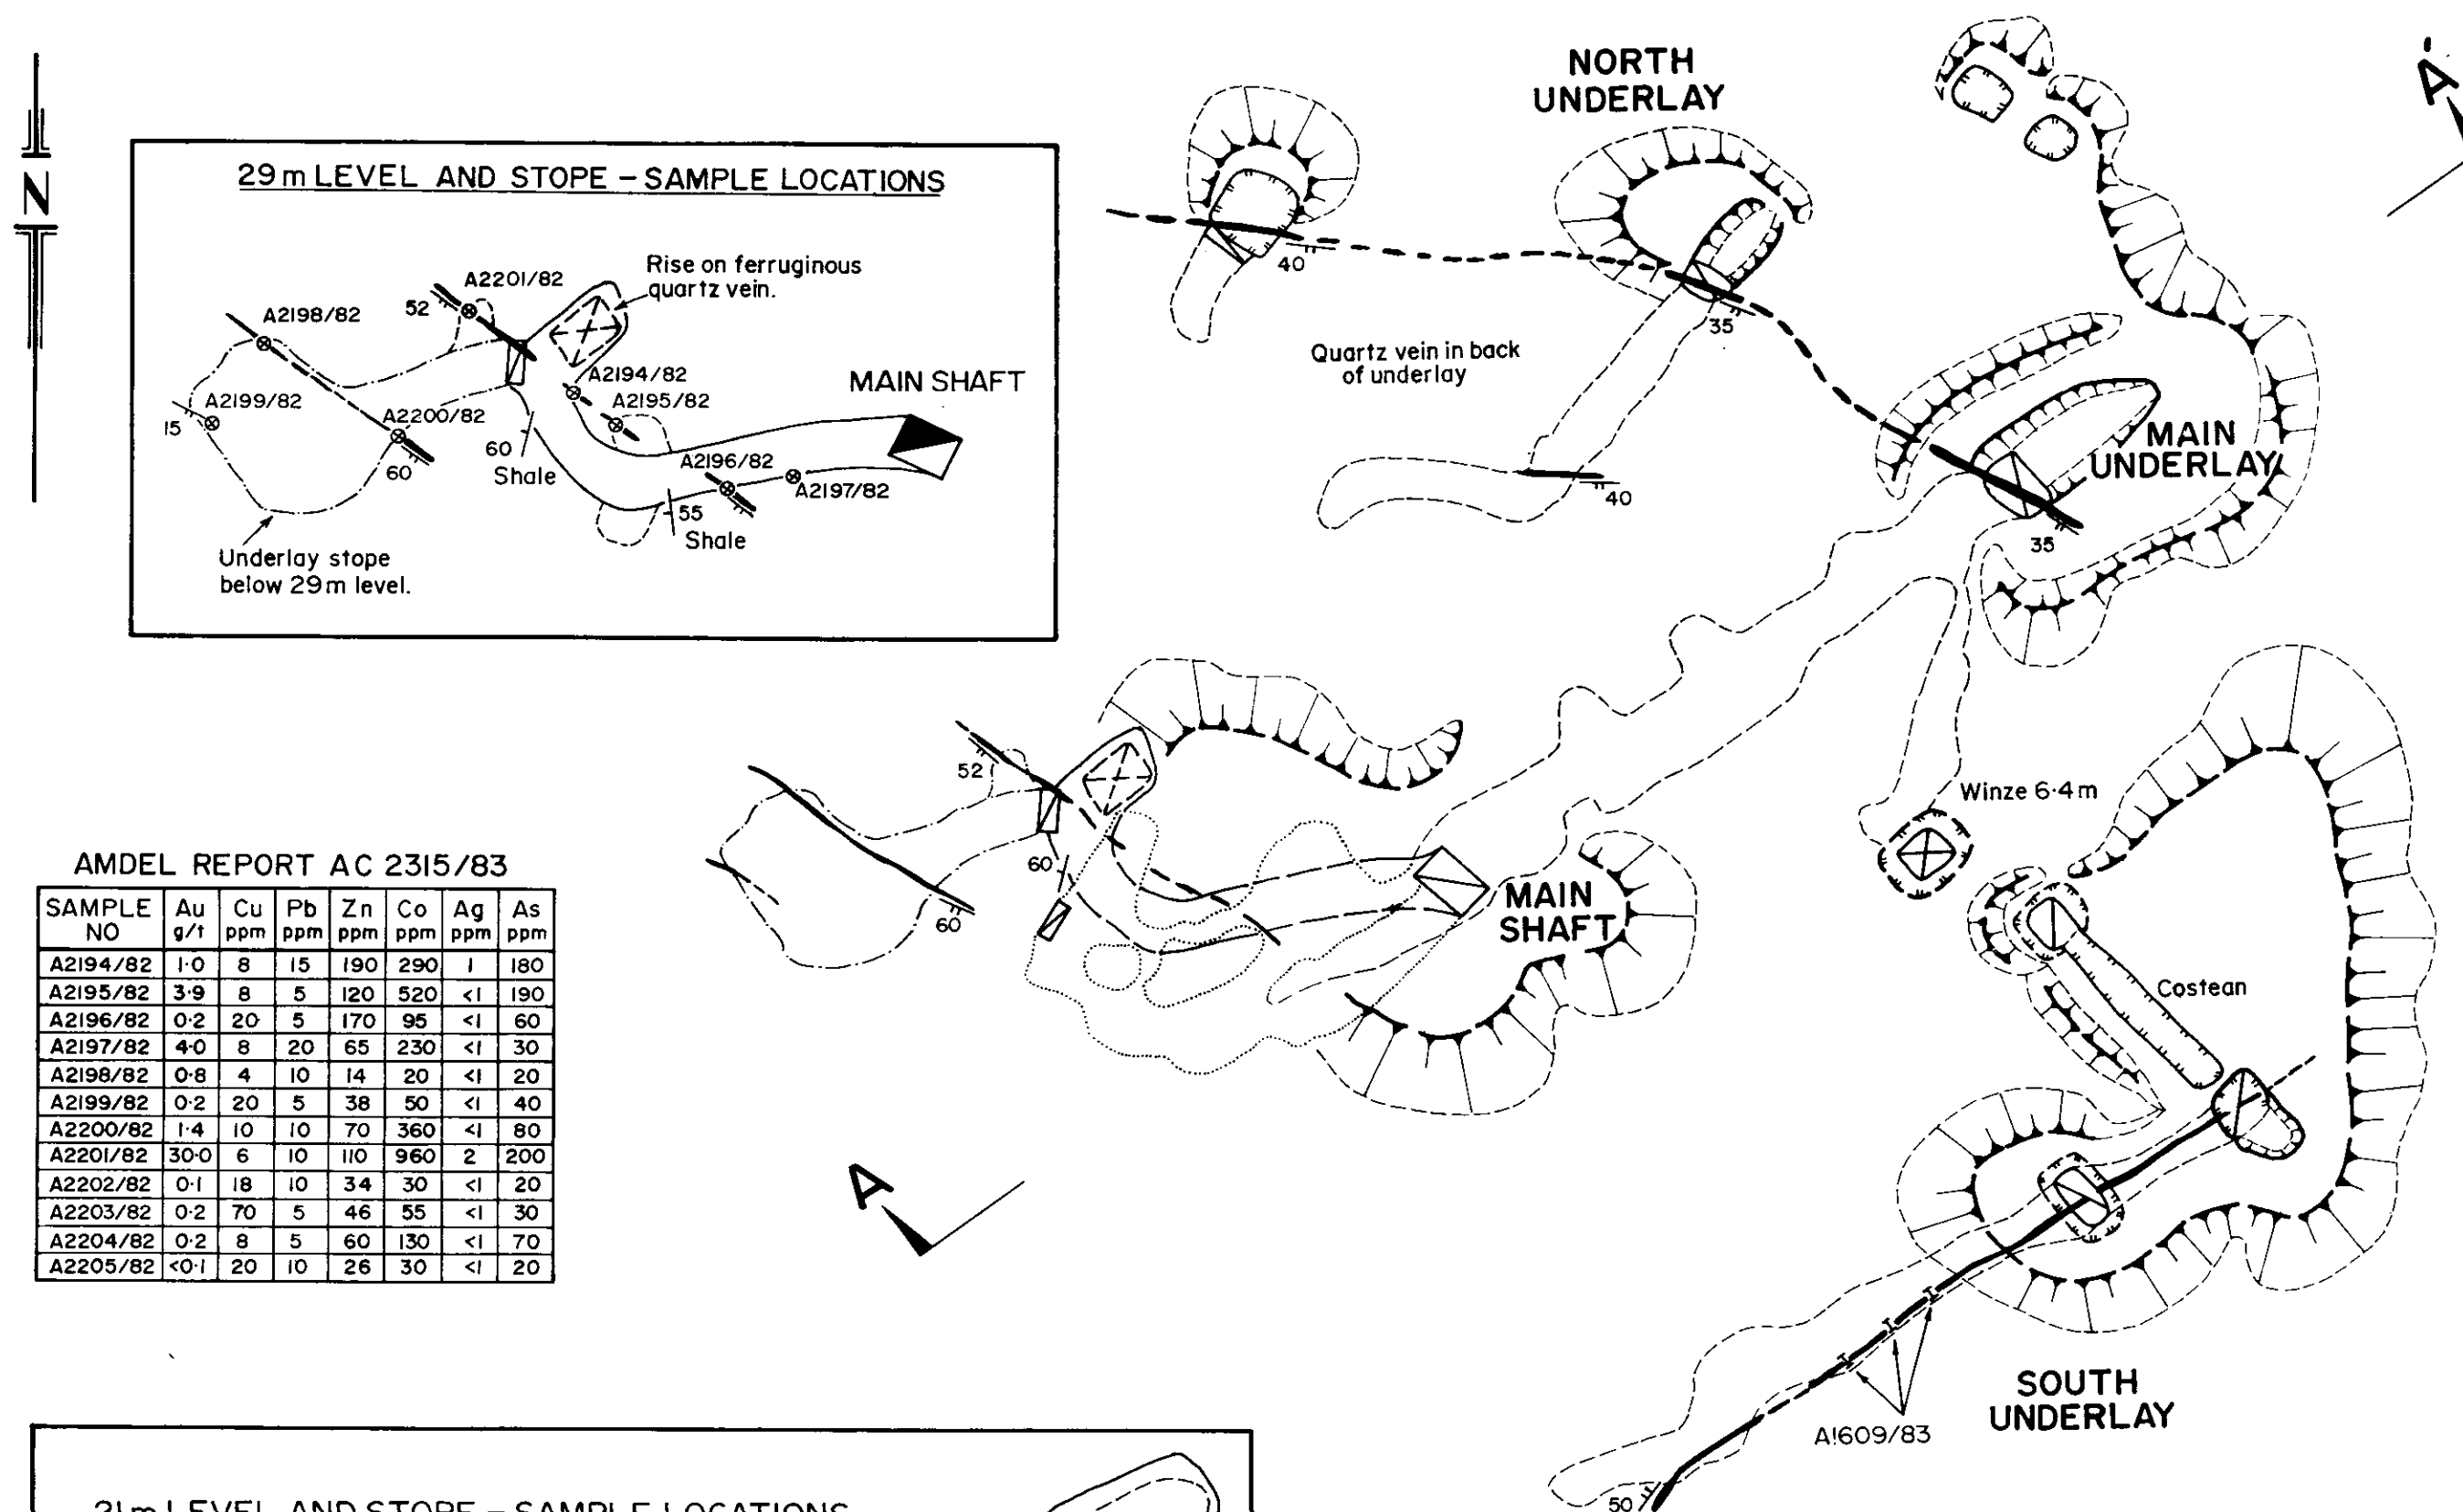 N
29m LEVEL AND STOPE – SAMPLE LOCATIONS
A2201/82
52
Rise on ferruginous
quartz vein.
A2198/82
A2194/82
MAIN SHAFT
A2199/82
A2195/82
15
A2200/82
60
60
Shale
A2196/82
A2197/82
55
Shale
Underlay stope
below 29m level.
NORTH
UNDERLAY
A'
40
35
Quartz vein in back
of underlay
40
MAIN
UNDERLAY
35
52
60
60
MAIN
SHAFT
Winze 6·4m
Costean
A
AMDEL REPORT AC 2315/83
SAMPLE NO Au g/t Cu ppm Pb ppm Zn ppm Co ppm Ag ppm As ppm
A2194/82 1·0 8 15 190 290 1 180
A2195/82 3·9 8 5 120 520 <1 190
A2196/82 0·2 20 5 170 95 <1 60
A2197/82 4·0 8 20 65 230 <1 30
A2198/82 0·8 4 10 14 20 <1 20
A2199/82 0·2 20 5 38 50 <1 40
A2200/82 1·4 10 10 70 360 <1 80
A2201/82 30·0 6 10 110 960 2 200
A2202/82 0·1 18 10 34 30 <1 20
A2203/82 0·2 70 5 46 55 <1 30
A2204/82 0·2 8 5 60 130 <1 70
A2205/82 <0·1 20 10 26 30 <1 20
SOUTH
UNDERLAY
A1609/83
50
21m LEVEL AND STOPE – SAMPLE LOCATIONS